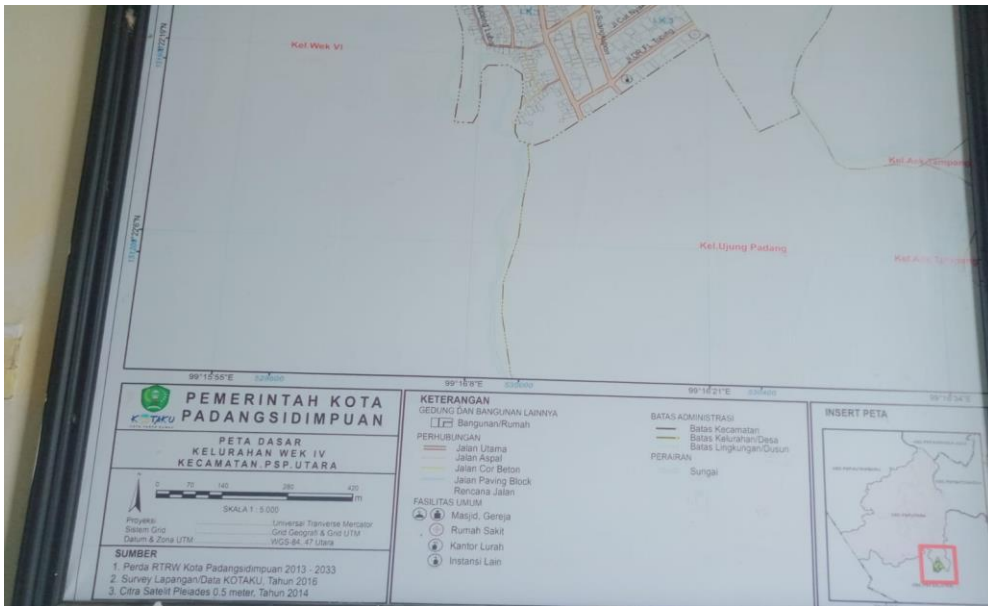 Kel.Wek VI
Jl.DR.FL.Tobing
Kel.Ujung Padang
99°15'55"E
99°16'8"E
99°16'21"E
KOTAKU
PEMERINTAH KOTA
PADANGSIDIMPUAN
PETA DASAR
KELURAHAN WEK IV
KECAMATAN.PSP.UTARA
0 70 140 280 420
m
SKALA 1 : 5.000
Proyeksi : Universal Tranverse Mercator
Sistem Grid : Grid Geografi & Grid UTM
Datum & Zona UTM : WGS-84, 47 Utara
SUMBER
1. Perda RTRW Kota Padangsidimpuan 2013 - 2033
2. Survey Lapangan/Data KOTAKU, Tahun 2016
3. Citra Satelit Pleiades 0.5 meter, Tahun 2014
KETERANGAN
GEDUNG DAN BANGUNAN LAINNYA
Bangunan/Rumah
PERHUBUNGAN
Jalan Utama
Jalan Aspal
Jalan Cor Beton
Jalan Paving Block
Rencana Jalan
FASILITAS UMUM
Masjid, Gereja
Rumah Sakit
Kantor Lurah
Instansi Lain
BATAS ADMINISTRASI
Batas Kecamatan
Batas Kelurahan/Desa
Batas Lingkungan/Dusun
PERAIRAN
Sungai
INSERT PETA